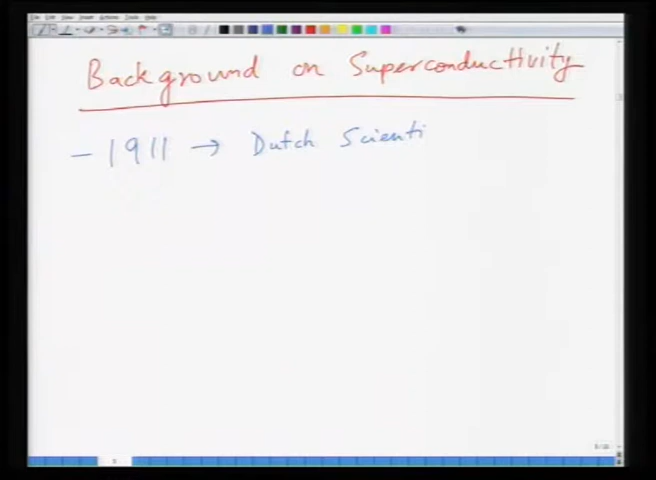 Background on Superconductivity
- 1911 → Dutch Scienti